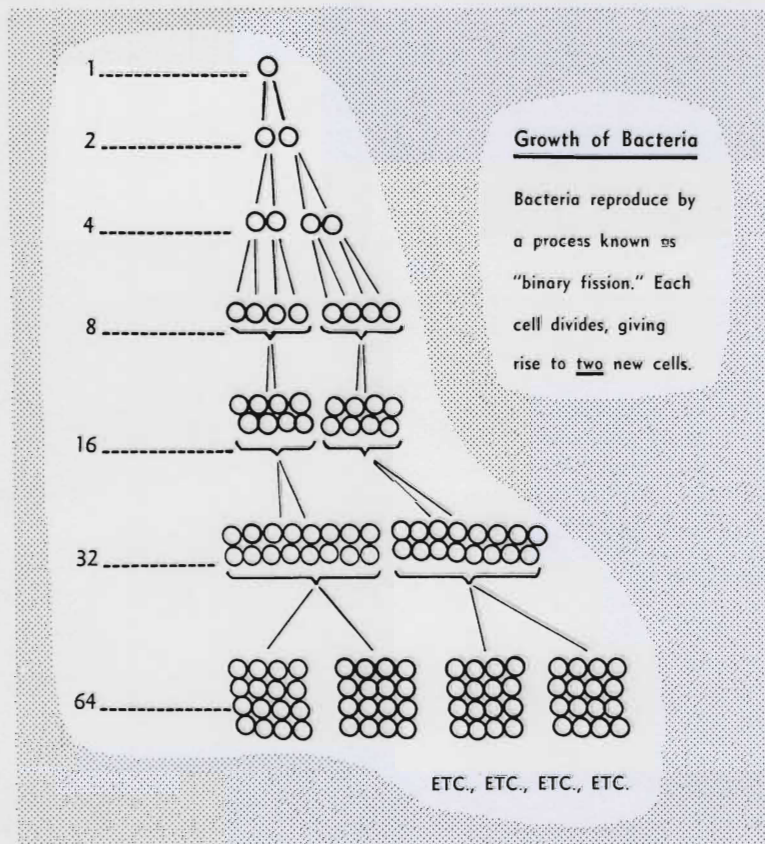 1
2
4
8
16
32
64
Growth of Bacteria
Bacteria reproduce by
a process known as
"binary fission." Each
cell divides, giving
rise to two new cells.
ETC., ETC., ETC., ETC.